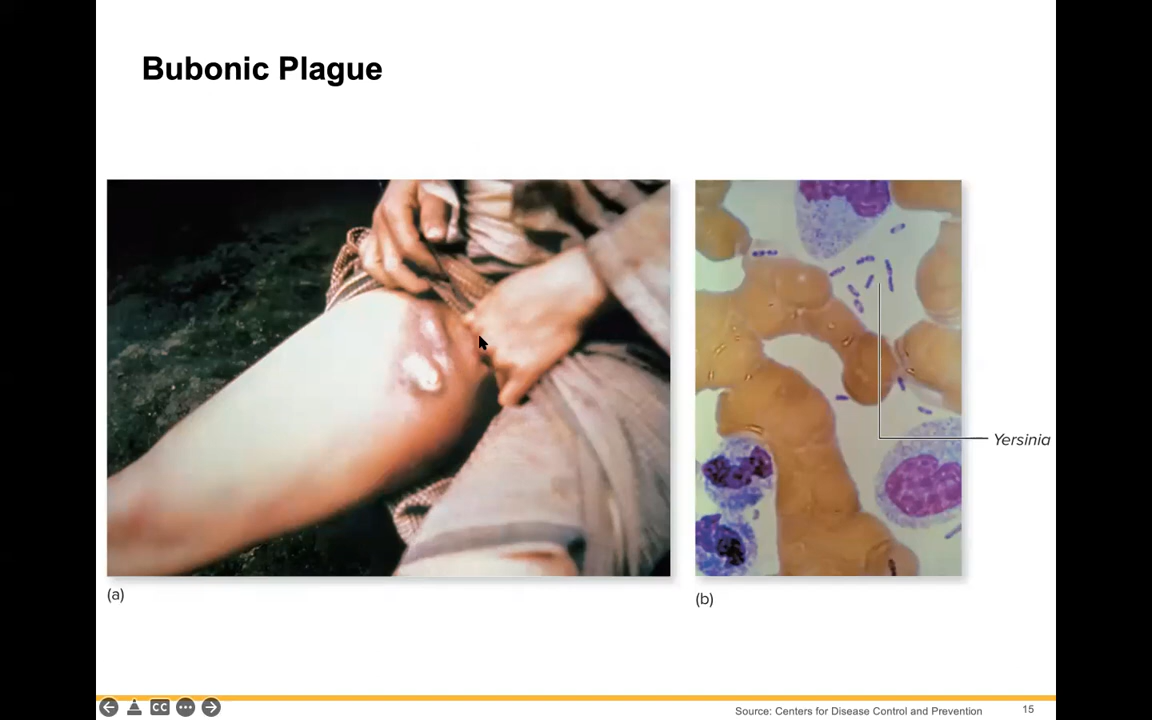 Bubonic Plague
Yersinia
(a)
(b)
CC
Source: Centers for Disease Control and Prevention
15